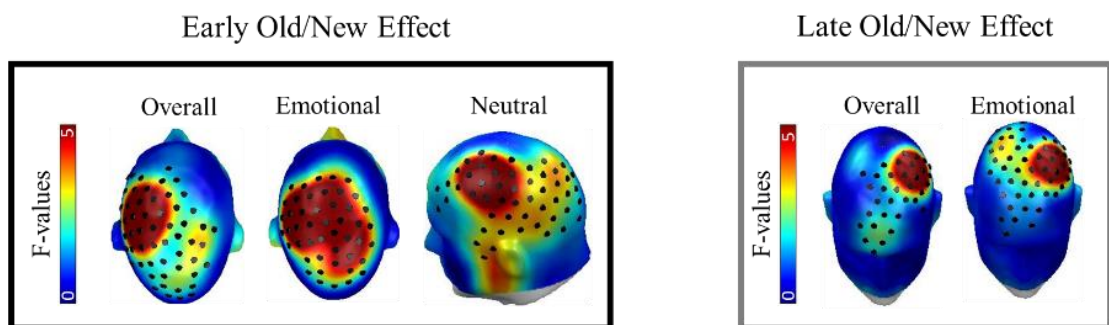 Early Old/New Effect
Late Old/New Effect
Overall
Emotional
Neutral
F-values
5
0
Overall
Emotional
F-values
5
0